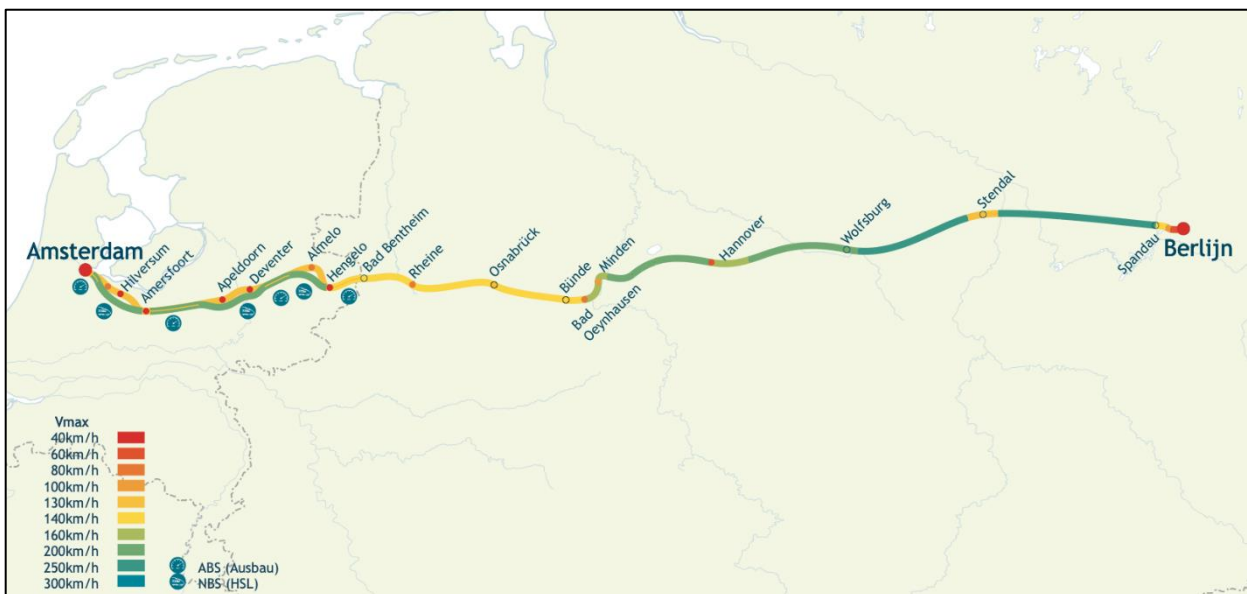 Amsterdam
Hilversum
Amersfoort
Apeldoorn
Deventer
Almelo
Hengelo
Bad Bentheim
Rheine
Osnabrück
Bünde
Bad
Oeynhausen
Minden
Hannover
Wolfsburg
Stendal
Spandau
Berlijn
Vmax
40km/h
60km/h
80km/h
100km/h
130km/h
140km/h
160km/h
200km/h
250km/h
300km/h
ABS (Ausbau)
NBS (HSL)